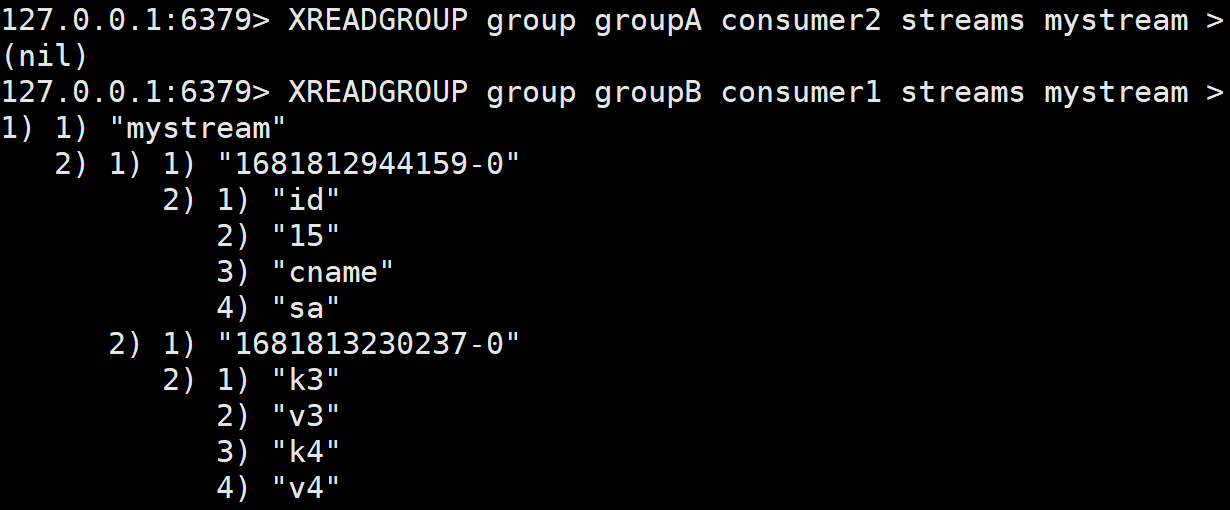 127.0.0.1:6379> XREADGROUP group groupA consumer2 streams mystream >
(nil)
127.0.0.1:6379> XREADGROUP group groupB consumer1 streams mystream >
1) 1) "mystream"
   2) 1) 1) "1681812944159-0"
         2) 1) "id"
            2) "15"
            3) "cname"
            4) "sa"
      2) 1) "1681813230237-0"
         2) 1) "k3"
            2) "v3"
            3) "k4"
            4) "v4"